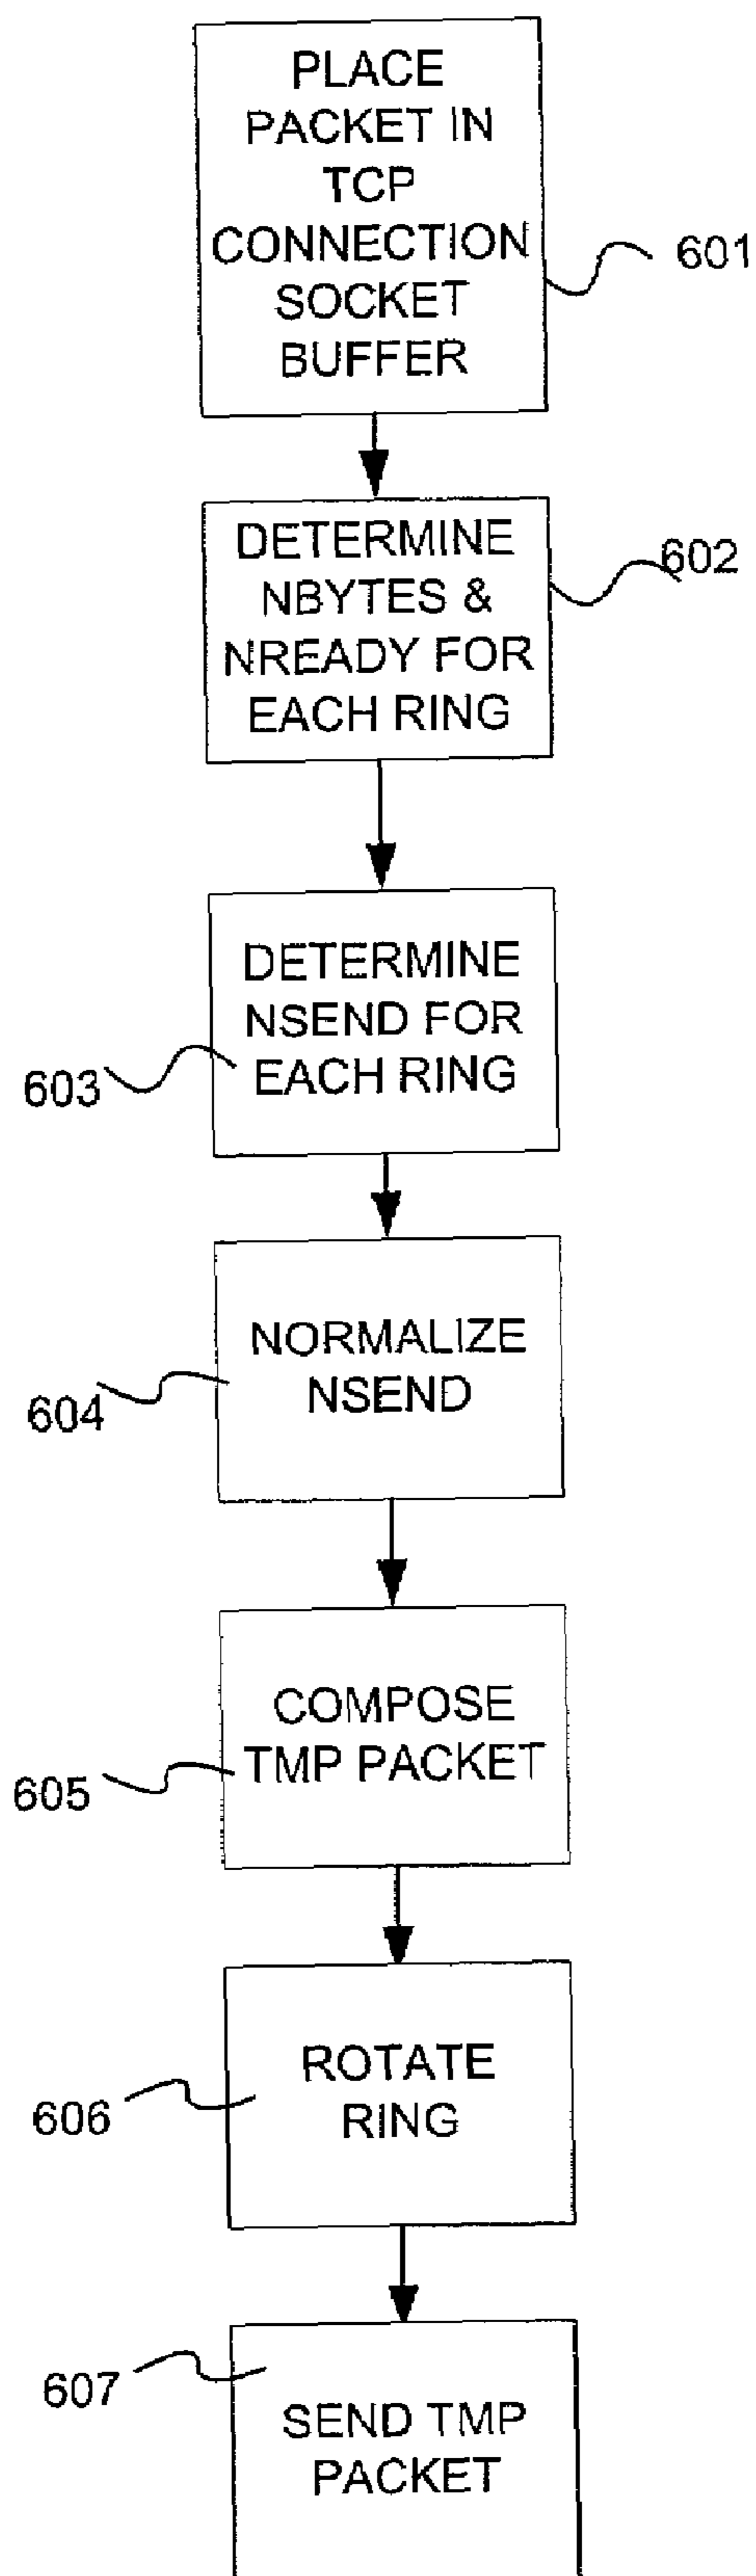 PLACE
PACKET IN
TCP
CONNECTION
SOCKET
BUFFER
601
DETERMINE
NBYTES &
NREADY FOR
EACH RING
602
DETERMINE
NSEND FOR
EACH RING
603
NORMALIZE
NSEND
604
COMPOSE
TMP PACKET
605
ROTATE
RING
606
607
SEND TMP
PACKET